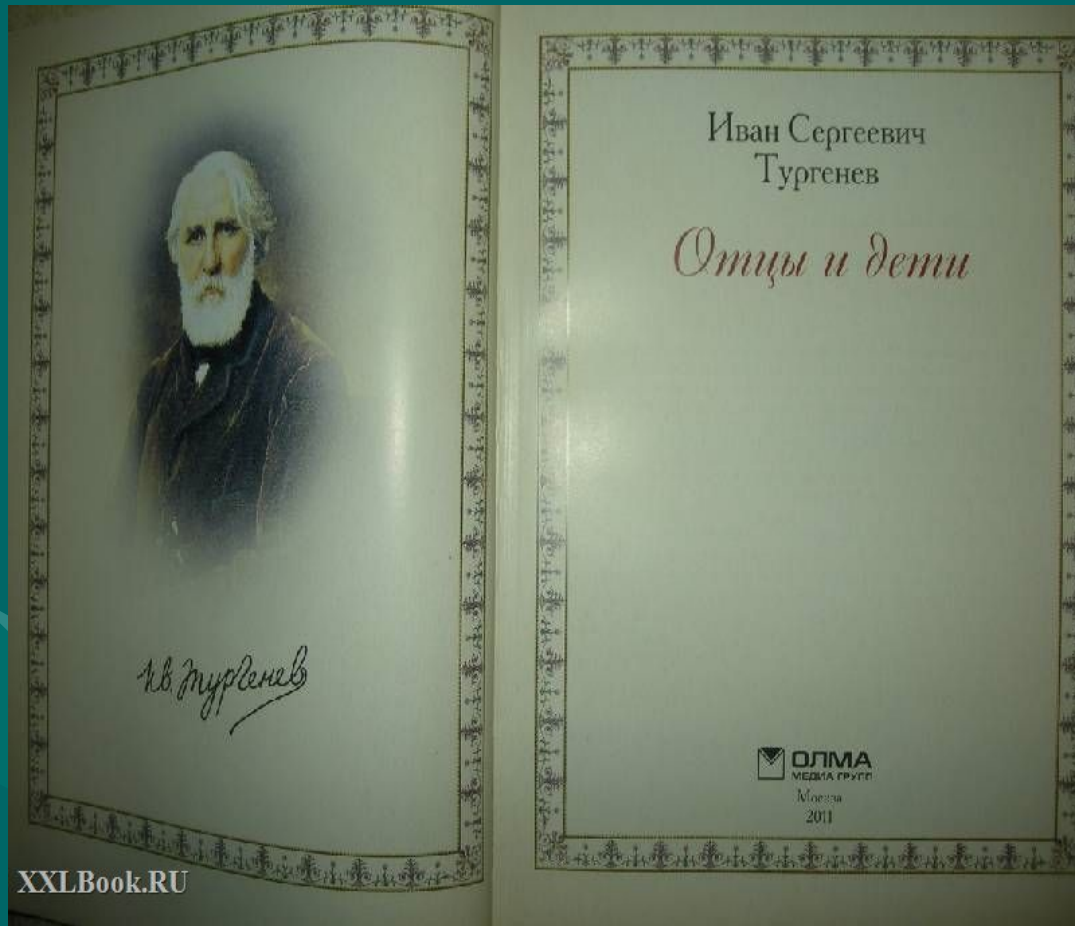 Ив. Тургенев
XXLBook.RU
Иван Сергеевич
Тургенев
Отцы и дети
ОЛМА
МЕДИА ГРУПП
Москва
2011